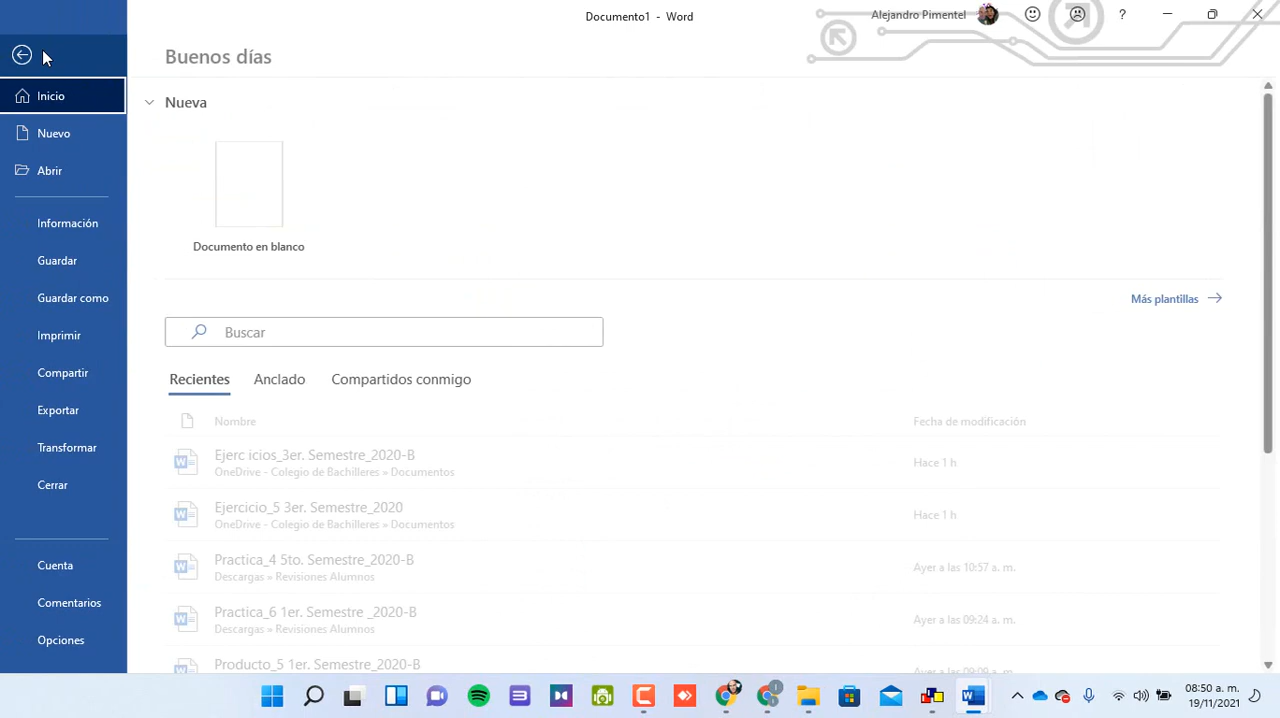 Documento1 - Word
Alejandro Pimentel
?
Buenos días
Inicio
Nuevo
Abrir
Información
Guardar
Guardar como
Imprimir
Compartir
Exportar
Transformar
Cerrar
Cuenta
Comentarios
Opciones
Nueva
Documento en blanco
Más plantillas
Buscar
Recientes Anclado Compartidos conmigo
Nombre Fecha de modificación
Ejerc icios_3er. Semestre_2020-B
OneDrive - Colegio de Bachilleres » Documentos
Hace 1 h
Ejercicio_5 3er. Semestre_2020
OneDrive - Colegio de Bachilleres » Documentos
Hace 1 h
Practica_4 5to. Semestre_2020-B
Descargas » Revisiones Alumnos
Ayer a las 10:57 a. m.
Practica_6 1er. Semestre _2020-B
Descargas » Revisiones Alumnos
Ayer a las 09:24 a. m.
Producto_5 1er. Semestre_2020-B
Ayer a las 09:09 a. m.
08:50 a. m.
19/11/2021